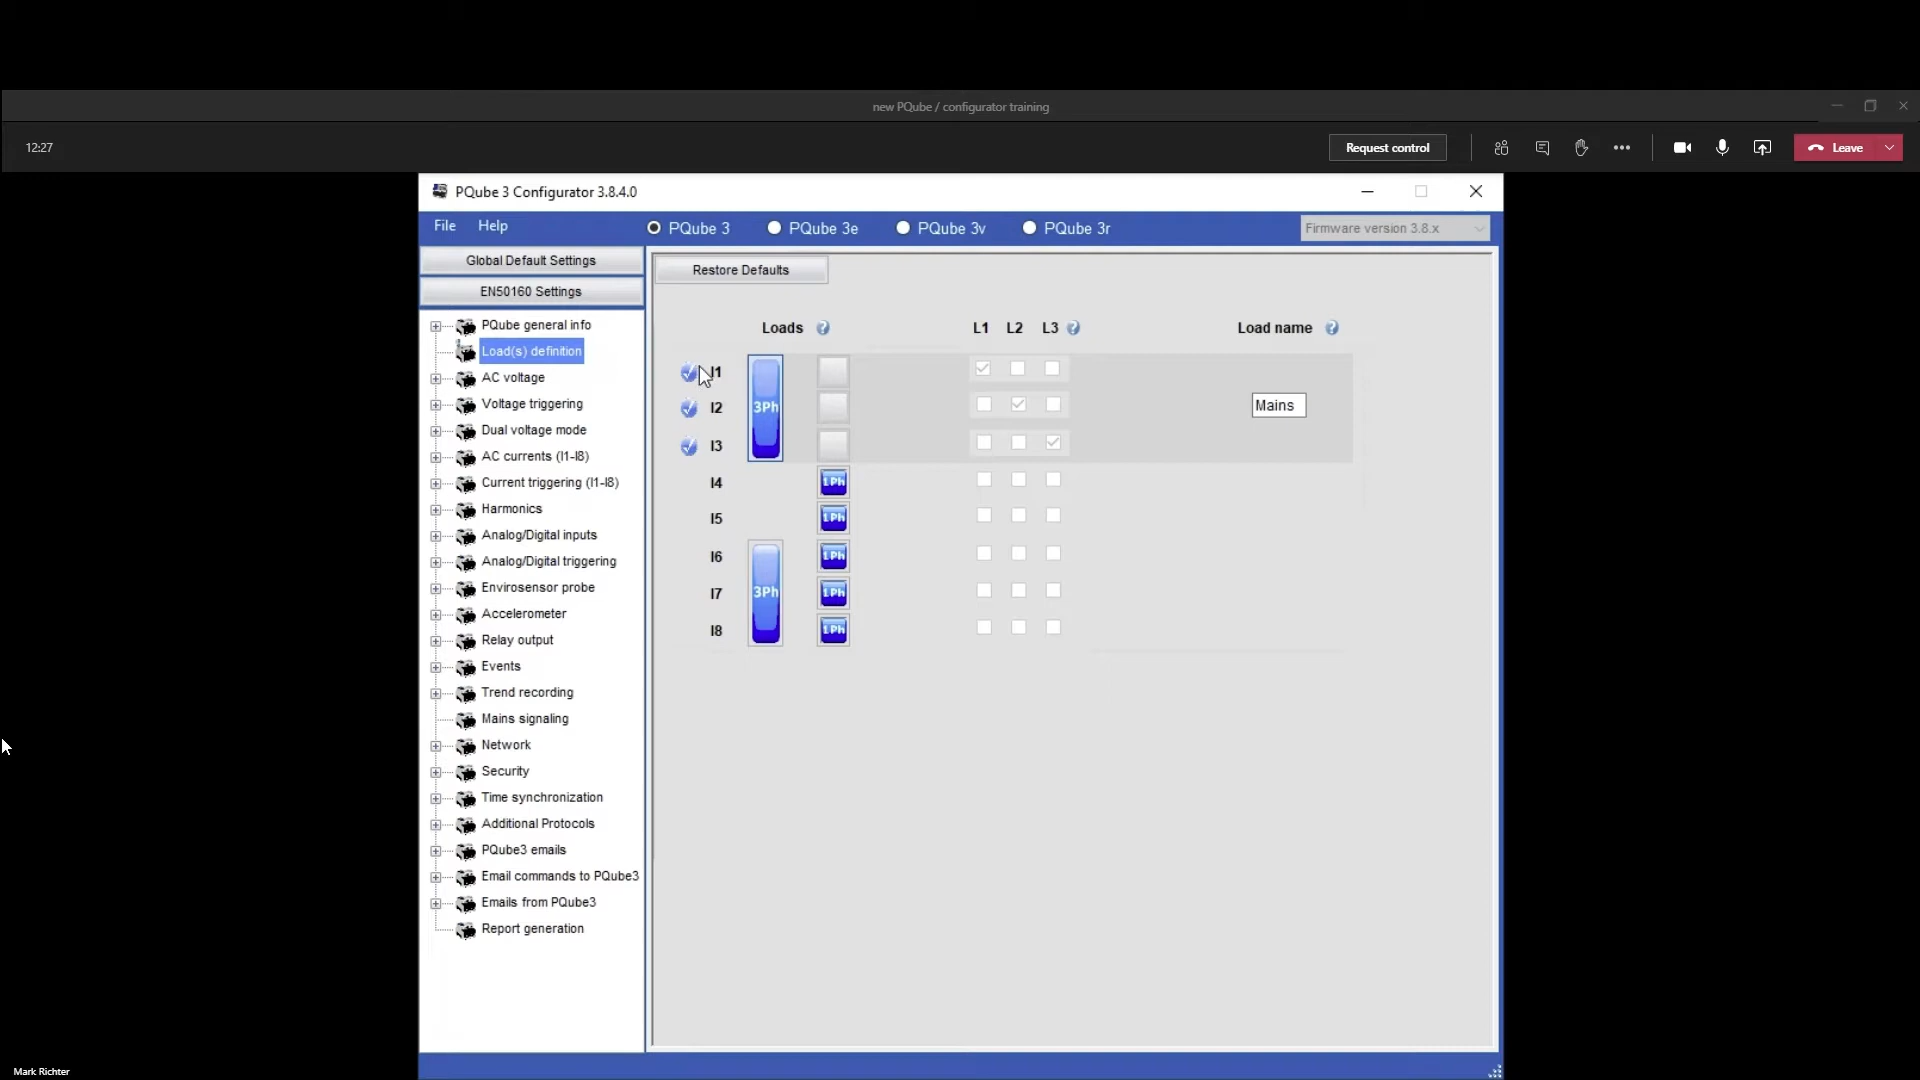 new PQube / configurator training
12:27
Request control
Leave
PQube 3 Configurator 3.8.4.0
File Help
PQube 3 PQube 3e PQube 3v PQube 3r
Firmware version 3.8.x
Global Default Settings
EN50160 Settings
PQube general info
Load(s) definition
AC voltage
Voltage triggering
Dual voltage mode
AC currents (I1-I8)
Current triggering (I1-I8)
Harmonics
Analog/Digital inputs
Analog/Digital triggering
Envirosensor probe
Accelerometer
Relay output
Events
Trend recording
Mains signaling
Network
Security
Time synchronization
Additional Protocols
PQube3 emails
Email commands to PQube3
Emails from PQube3
Report generation
Restore Defaults
Loads ? L1 L2 L3 ? Load name ?
I1
I2 3Ph Mains
I3
I4 1Ph
I5 1Ph
I6 1Ph
I7 3Ph 1Ph
I8 1Ph
Mark Richter